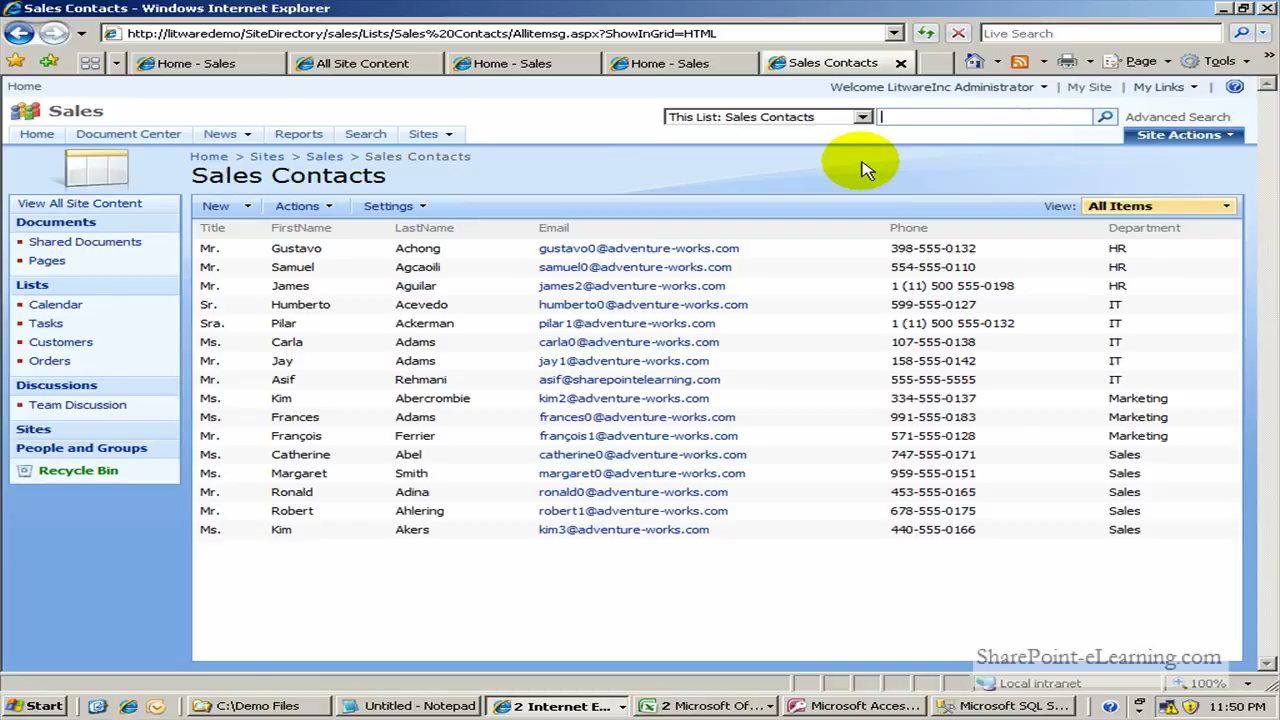 Sales Contacts - Windows Internet Explorer
http://litwaredemo/SiteDirectory/sales/Lists/Sales%20Contacts/Allitemsg.aspx?ShowInGrid=HTML
Live Search
Home - Sales
All Site Content
Home - Sales
Home - Sales
Sales Contacts
Page
Tools
Home
Welcome LitwareInc Administrator
My Site
My Links
Sales
This List: Sales Contacts
Advanced Search
Home Document Center News Reports Search Sites
Site Actions
Home > Sites > Sales > Sales Contacts
Sales Contacts
View All Site Content
Documents
Shared Documents
Pages
Lists
Calendar
Tasks
Customers
Orders
Discussions
Team Discussion
Sites
People and Groups
Recycle Bin
New Actions Settings View: All Items
Title FirstName LastName Email Phone Department
Mr. Gustavo Achong gustavo0@adventure-works.com 398-555-0132 HR
Mr. Samuel Agcaoili samuel0@adventure-works.com 554-555-0110 HR
Mr. James Aguilar james2@adventure-works.com 1 (11) 500 555-0198 HR
Sr. Humberto Acevedo humberto0@adventure-works.com 599-555-0127 IT
Sra. Pilar Ackerman pilar1@adventure-works.com 1 (11) 500 555-0132 IT
Ms. Carla Adams carla0@adventure-works.com 107-555-0138 IT
Mr. Jay Adams jay1@adventure-works.com 158-555-0142 IT
Mr. Asif Rehmani asif@sharepointelearning.com 555-555-5555 IT
Ms. Kim Abercrombie kim2@adventure-works.com 334-555-0137 Marketing
Ms. Frances Adams frances0@adventure-works.com 991-555-0183 Marketing
Mr. François Ferrier françois1@adventure-works.com 571-555-0128 Marketing
Ms. Catherine Abel catherine0@adventure-works.com 747-555-0171 Sales
Ms. Margaret Smith margaret0@adventure-works.com 959-555-0151 Sales
Mr. Ronald Adina ronald0@adventure-works.com 453-555-0165 Sales
Mr. Robert Ahlering robert1@adventure-works.com 678-555-0175 Sales
Ms. Kim Akers kim3@adventure-works.com 440-555-0166 Sales
SharePoint-eLearning.com
Local intranet
100%
Start
C:\Demo Files
Untitled - Notepad
2 Internet E...
2 Microsoft Of...
Microsoft Acces...
Microsoft SQL S...
11:50 PM